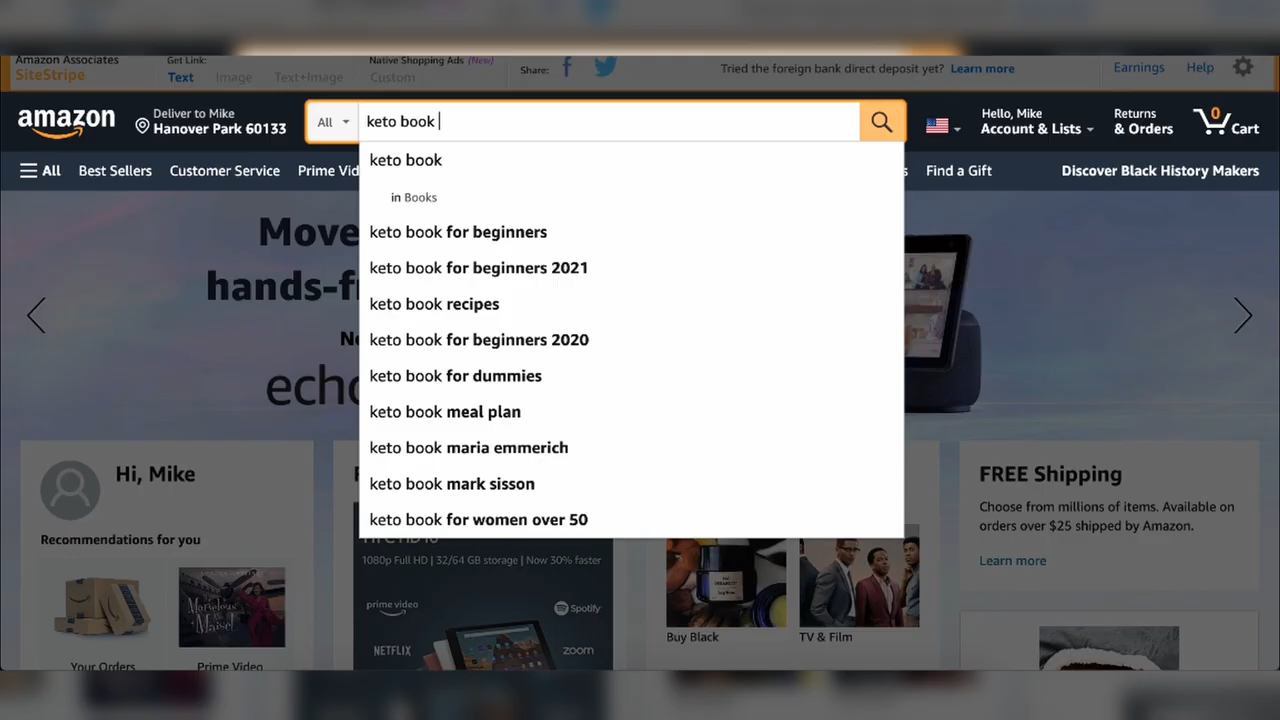 Amazon Associates
SiteStripe
Get Link:
Text Image Text+Image
Native Shopping Ads (New)
Custom
Share:
Tried the foreign bank direct deposit yet? Learn more
Earnings Help
amazon
Deliver to Mike
Hanover Park 60133
All
keto book
Hello, Mike
Account & Lists
Returns
& Orders
0
Cart
All Best Sellers Customer Service Prime Vid
s Find a Gift Discover Black History Makers
keto book
in Books
keto book for beginners
keto book for beginners 2021
keto book recipes
keto book for beginners 2020
keto book for dummies
keto book meal plan
keto book maria emmerich
keto book mark sisson
keto book for women over 50
Move
hands-f
Ne
echo
Hi, Mike
Recommendations for you
Your Orders
Prime Video
1080p Full HD | 32/64 GB storage | Now 30% faster
prime video
Spotify
NETFLIX
zoom
Buy Black
TV & Film
FREE Shipping
Choose from millions of items. Available on
orders over $25 shipped by Amazon.
Learn more